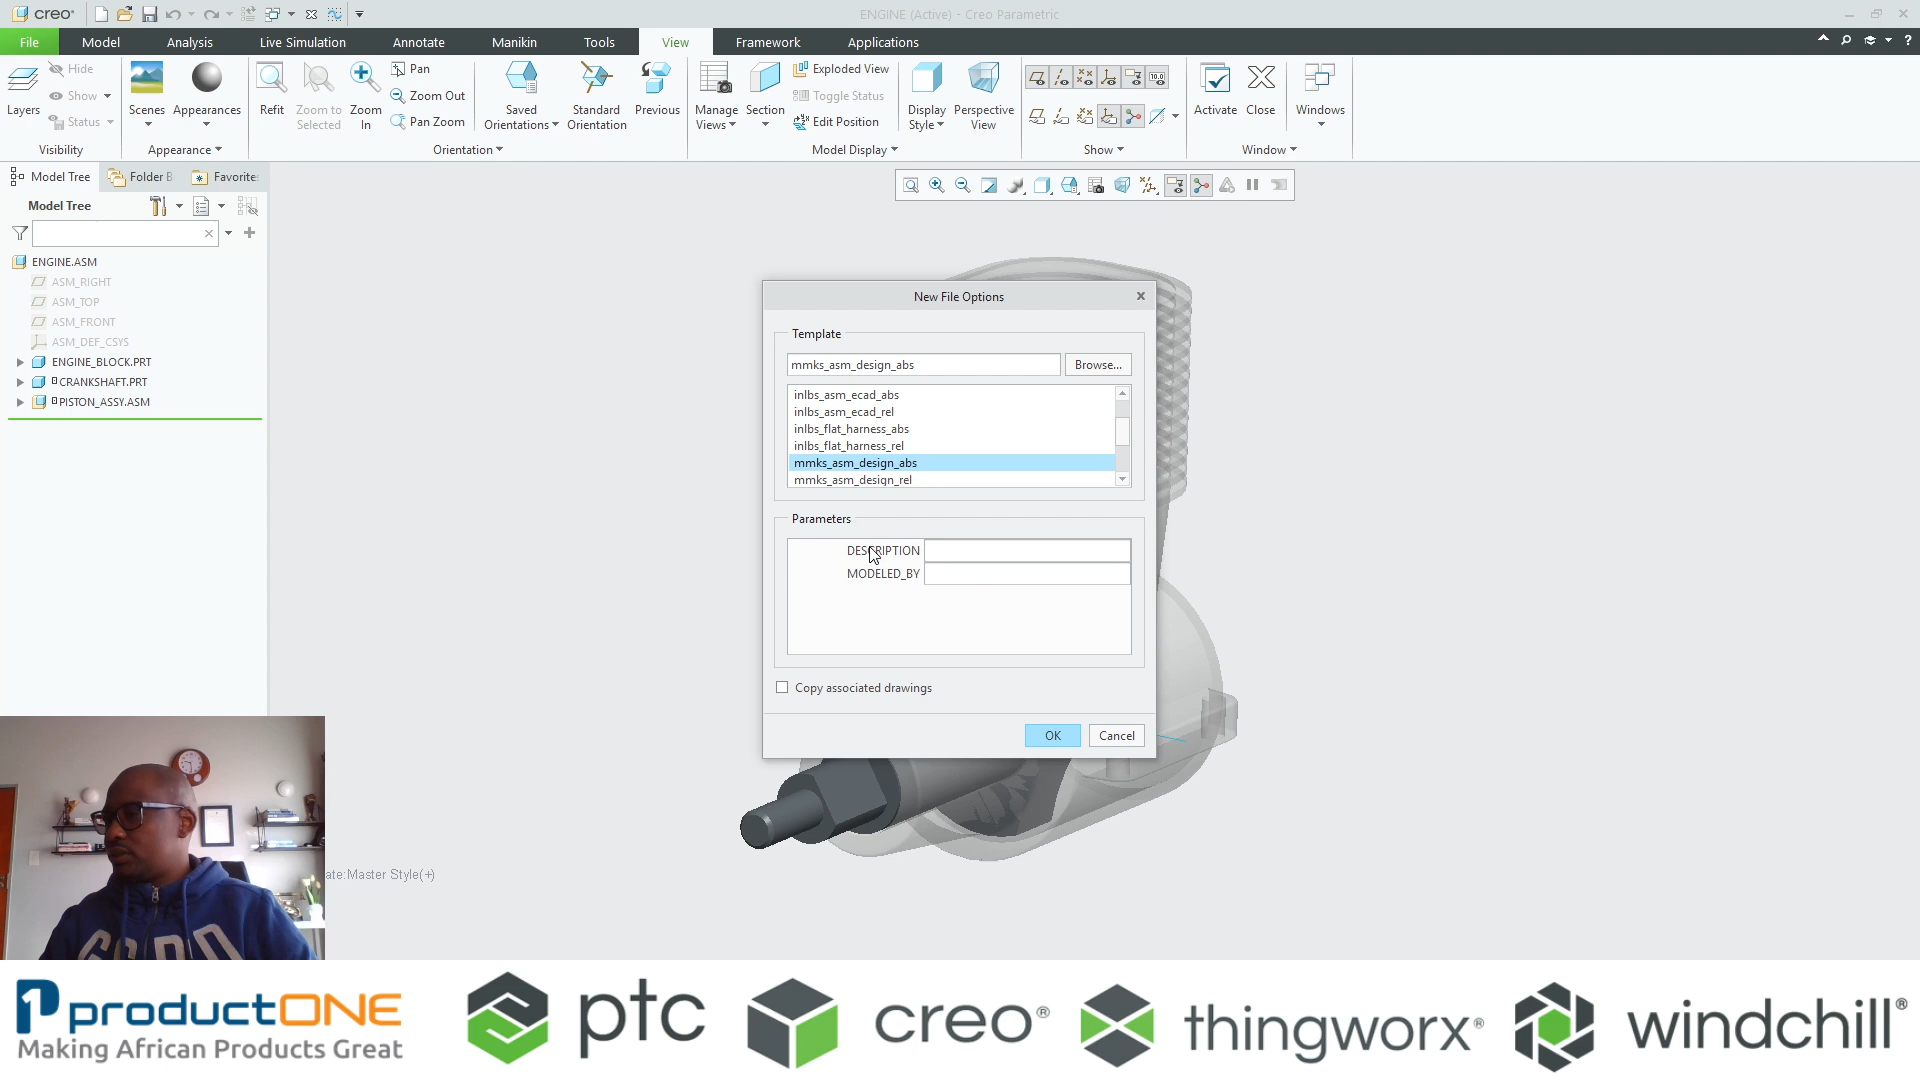 creo
ENGINE (Active) - Creo Parametric
File
Model
Analysis
Live Simulation
Annotate
Manikin
Tools
View
Framework
Applications
Layers
Hide
Show
Status
Visibility
Scenes
Appearances
Appearance
Refit
Zoom to Selected
Zoom In
Pan
Zoom Out
Pan Zoom
Saved Orientations
Standard Orientation
Previous
Orientation
Manage Views
Section
Exploded View
Toggle Status
Edit Position
Model Display
Display Style
Perspective View
10.0
Show
Activate
Close
Windows
Window
Model Tree
Folder B
Favorite
Model Tree
ENGINE.ASM
ASM_RIGHT
ASM_TOP
ASM_FRONT
ASM_DEF_CSYS
ENGINE_BLOCK.PRT
CRANKSHAFT.PRT
PISTON_ASSY.ASM
New File Options
Template
mmks_asm_design_abs
Browse...
inlbs_asm_ecad_abs
inlbs_asm_ecad_rel
inlbs_flat_harness_abs
inlbs_flat_harness_rel
mmks_asm_design_abs
mmks_asm_design_rel
Parameters
DESCRIPTION
MODELED_BY
Copy associated drawings
OK
Cancel
ate:Master Style(+)
productONE
Making African Products Great
ptc
creo®
thingworx®
windchill®